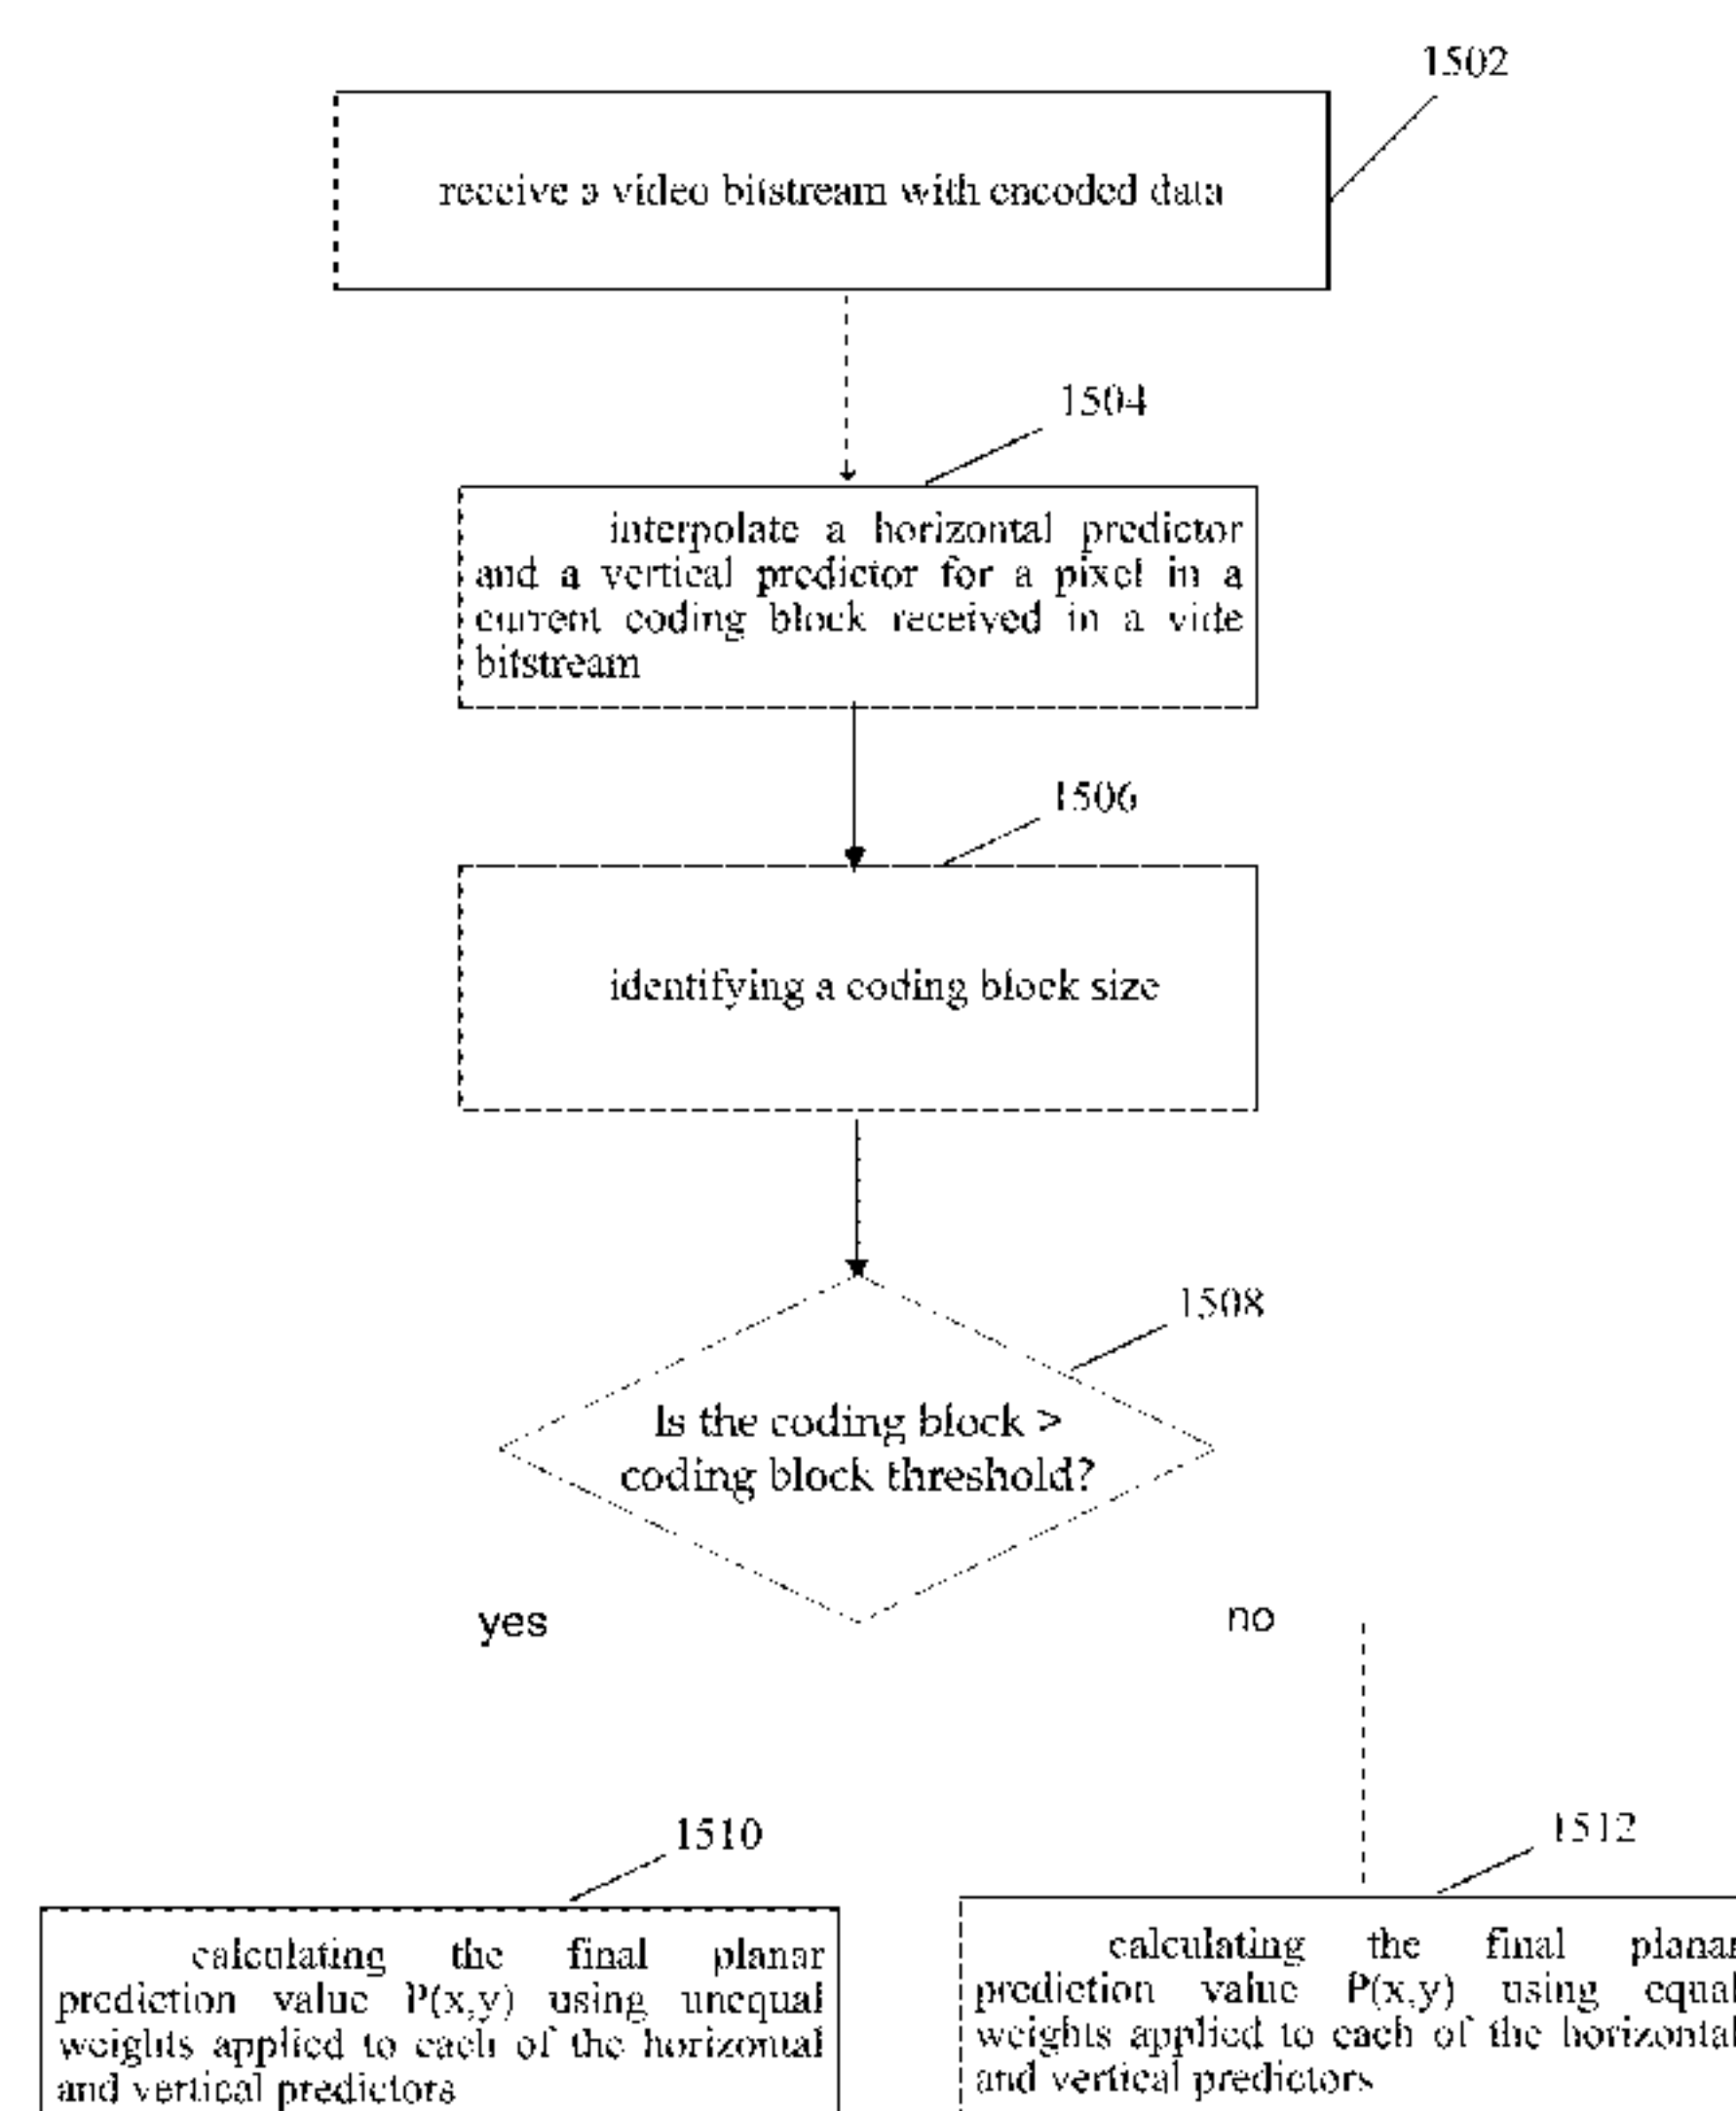 1502
receive a video bitstream with encoded data
1504
interpolate a horizontal predictor
and a vertical predictor for a pixel in a
current coding block received in a vide
bitstream
1506
identifying a coding block size
1508
Is the coding block >
coding block threshold?
yes
no
1510
calculating the final planar
prediction value P(x,y) using unequal
weights applied to each of the horizontal
and vertical predictors
1512
calculating the final planar
prediction value P(x,y) using equal
weights applied to each of the horizontal
and vertical predictors